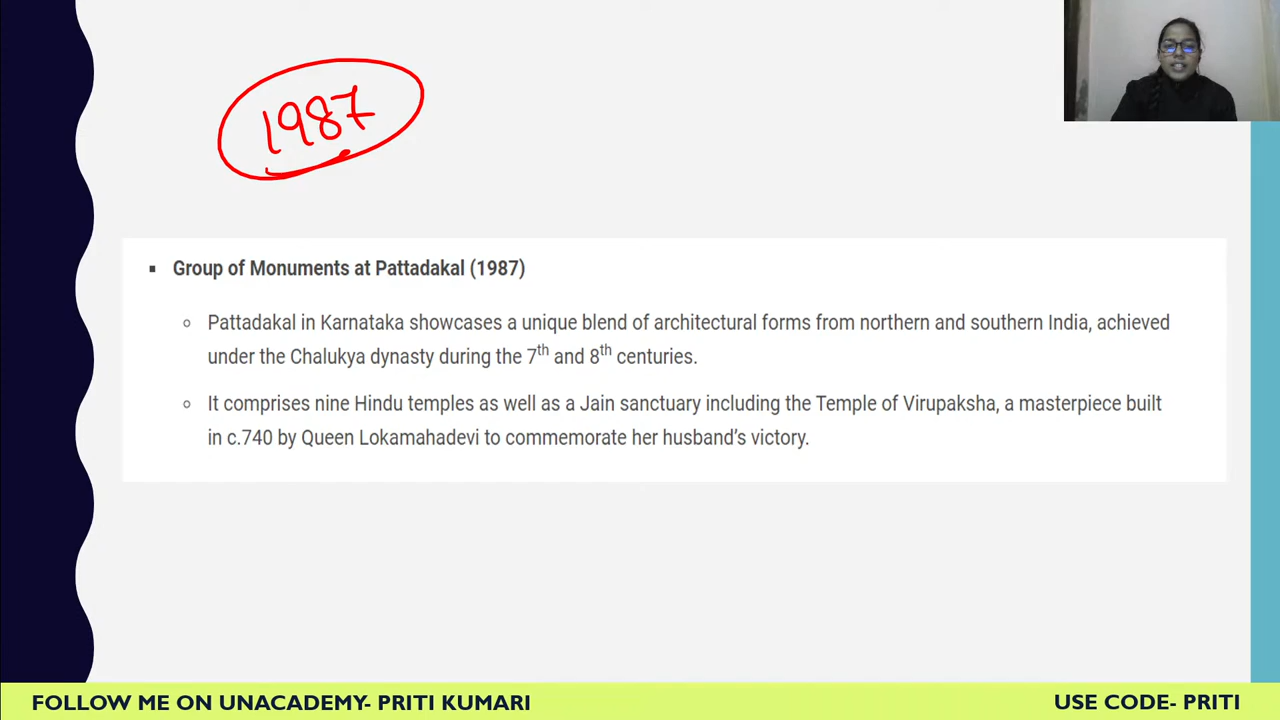 1987
▪ Group of Monuments at Pattadakal (1987)
○ Pattadakal in Karnataka showcases a unique blend of architectural forms from northern and southern India, achieved
under the Chalukya dynasty during the 7th and 8th centuries.
○ It comprises nine Hindu temples as well as a Jain sanctuary including the Temple of Virupaksha, a masterpiece built
in c.740 by Queen Lokamahadevi to commemorate her husband's victory.
FOLLOW ME ON UNACADEMY- PRITI KUMARI
USE CODE- PRITI